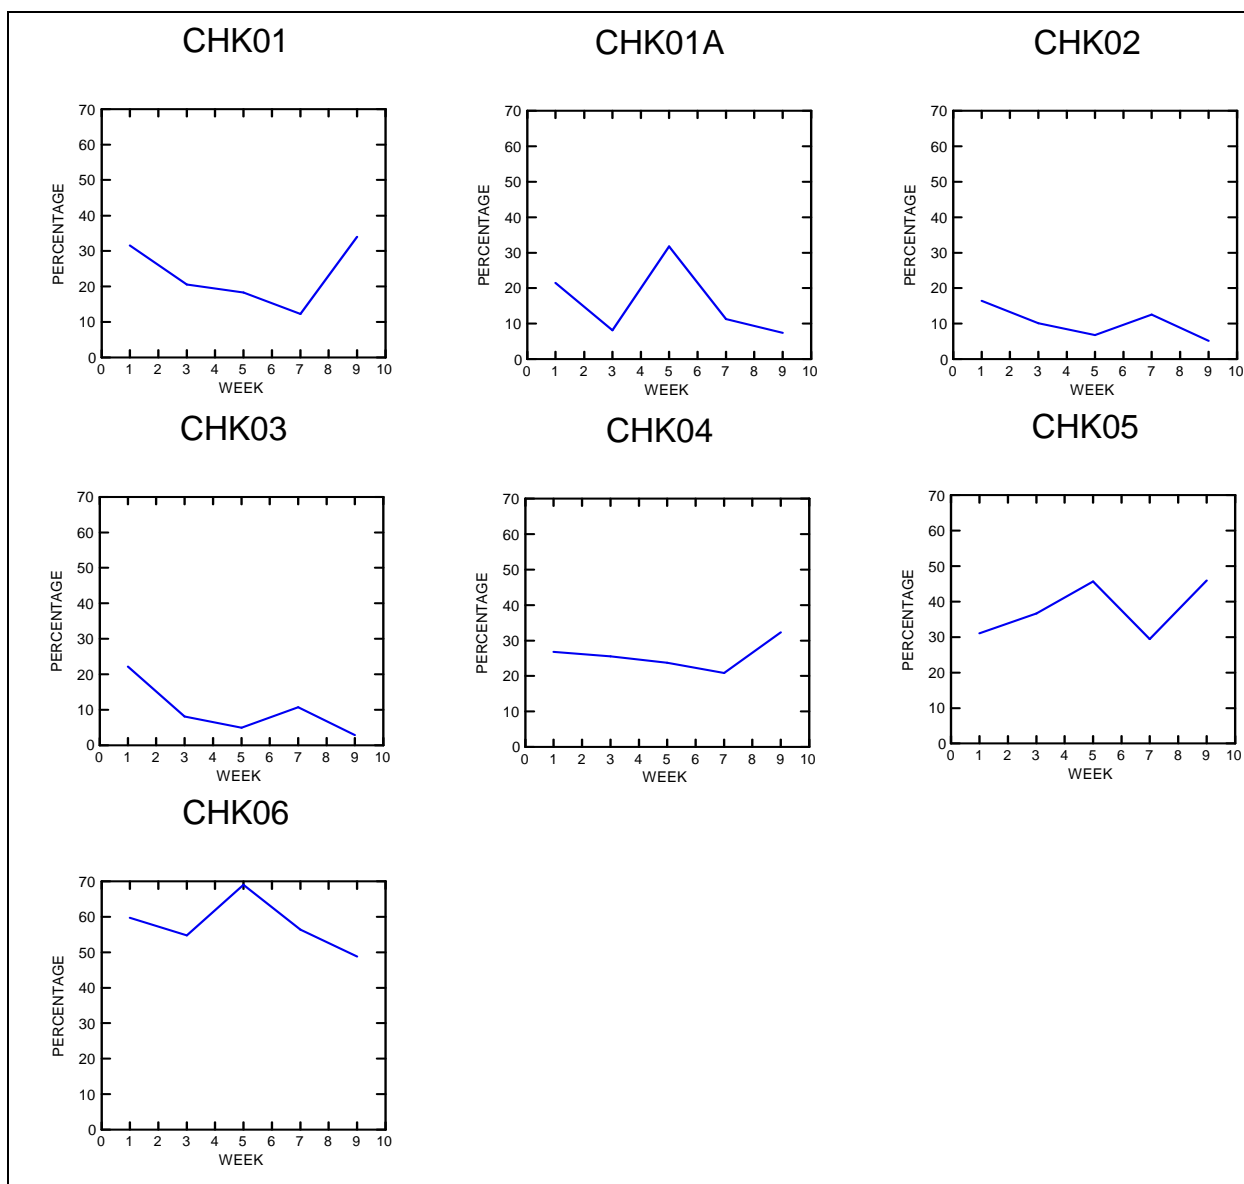 CHK01 CHK01A CHK02
70 70 70
60 60 60
50 50 50
40 40 40
30 30 30
20 20 20
10 10 10
0 0 0
PERCENTAGE PERCENTAGE PERCENTAGE
0 1 2 3 4 5 6 7 8 9 10 0 1 2 3 4 5 6 7 8 9 10 0 1 2 3 4 5 6 7 8 9 10
WEEK WEEK WEEK
CHK03 CHK04 CHK05
70 70 70
60 60 60
50 50 50
40 40 40
30 30 30
20 20 20
10 10 10
0 0 0
PERCENTAGE PERCENTAGE PERCENTAGE
0 1 2 3 4 5 6 7 8 9 10 0 1 2 3 4 5 6 7 8 9 10 0 1 2 3 4 5 6 7 8 9 10
WEEK WEEK WEEK
CHK06
70
60
50
40
30
20
10
0
PERCENTAGE
0 1 2 3 4 5 6 7 8 9 10
WEEK